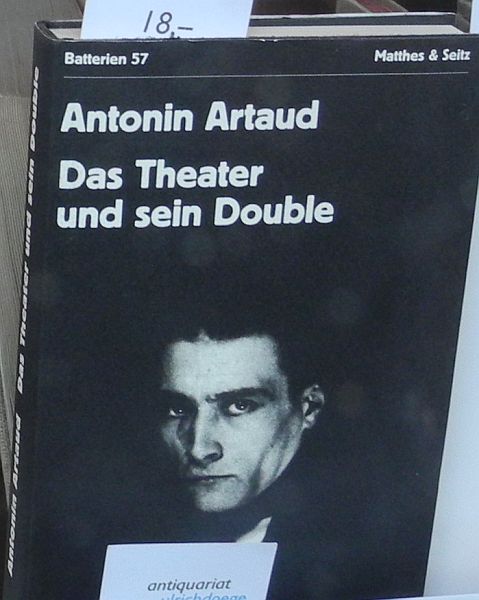 18,-
Batterien 57
Matthes & Seitz
Antonin Artaud
Das Theater
und sein Double
Antonin Artaud Das Theater und sein Double
antiquariat